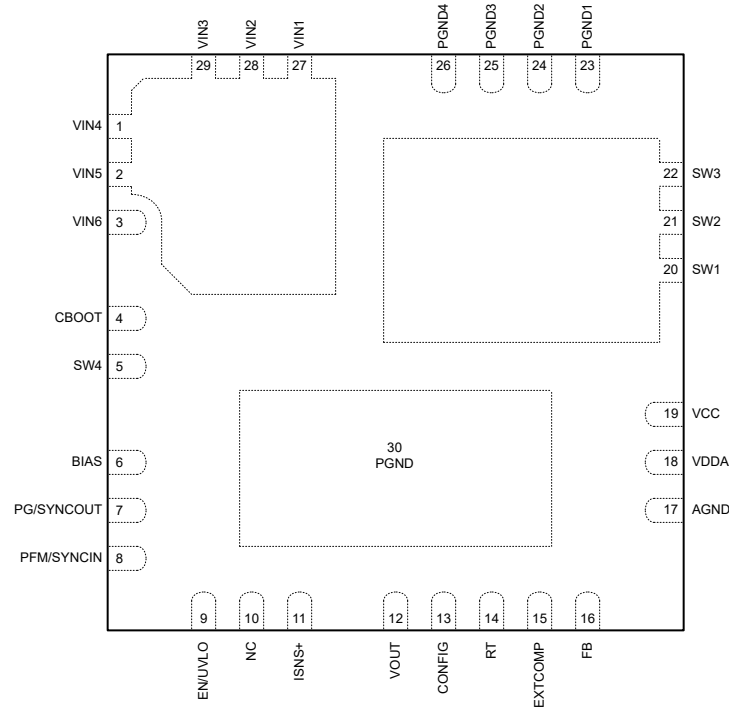 VIN3
VIN2
VIN1
PGND4
PGND3
PGND2
PGND1
29
28
27
26
25
24
23
VIN4 1
VIN5 2
VIN6 3
CBOOT 4
SW4 5
BIAS 6
PG/SYNCOUT 7
PFM/SYNCIN 8
22 SW3
21 SW2
20 SW1
19 VCC
18 VDDA
17 AGND
30
PGND
9
10
11
12
13
14
15
16
EN/UVLO
NC
ISNS+
VOUT
CONFIG
RT
EXTCOMP
FB